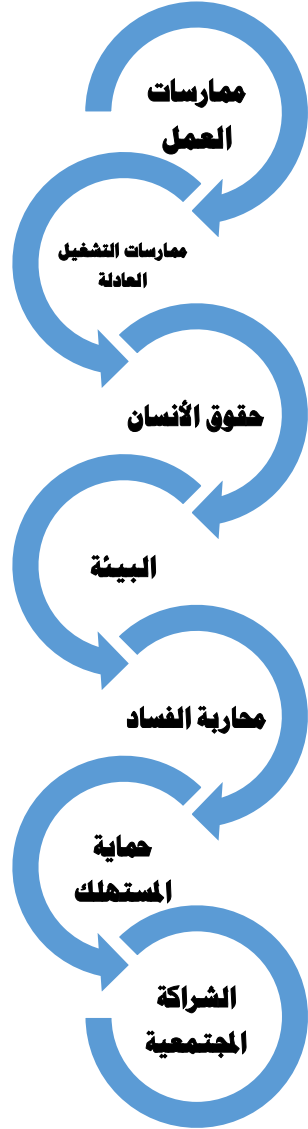 ممارسات
العمل
ممارسات التشغيل
العادلة
حقوق الأنسان
البيئة
محاربة الفساد
حماية
المستهلك
الشراكة
المجتمعية